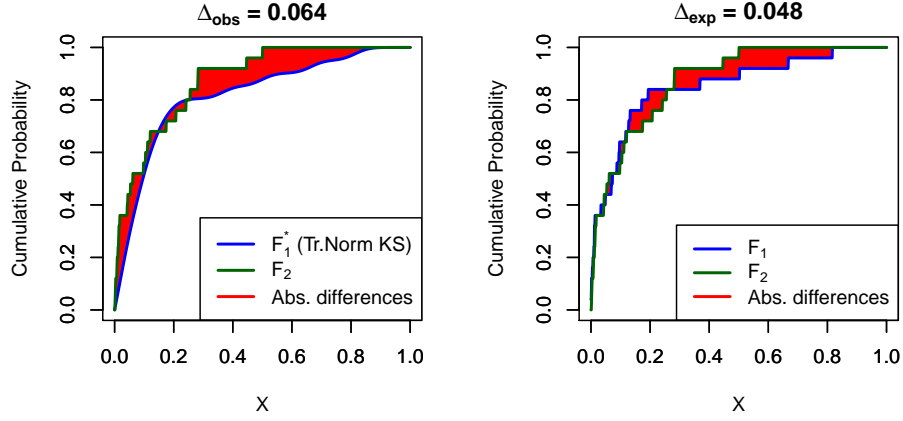 Δobs = 0.064
Cumulative Probability
1.0
0.8
0.6
0.4
0.2
0.0
F1* (Tr.Norm KS)
F2
Abs. differences
0.0 0.2 0.4 0.6 0.8 1.0
X
Δexp = 0.048
Cumulative Probability
1.0
0.8
0.6
0.4
0.2
0.0
F1
F2
Abs. differences
0.0 0.2 0.4 0.6 0.8 1.0
X